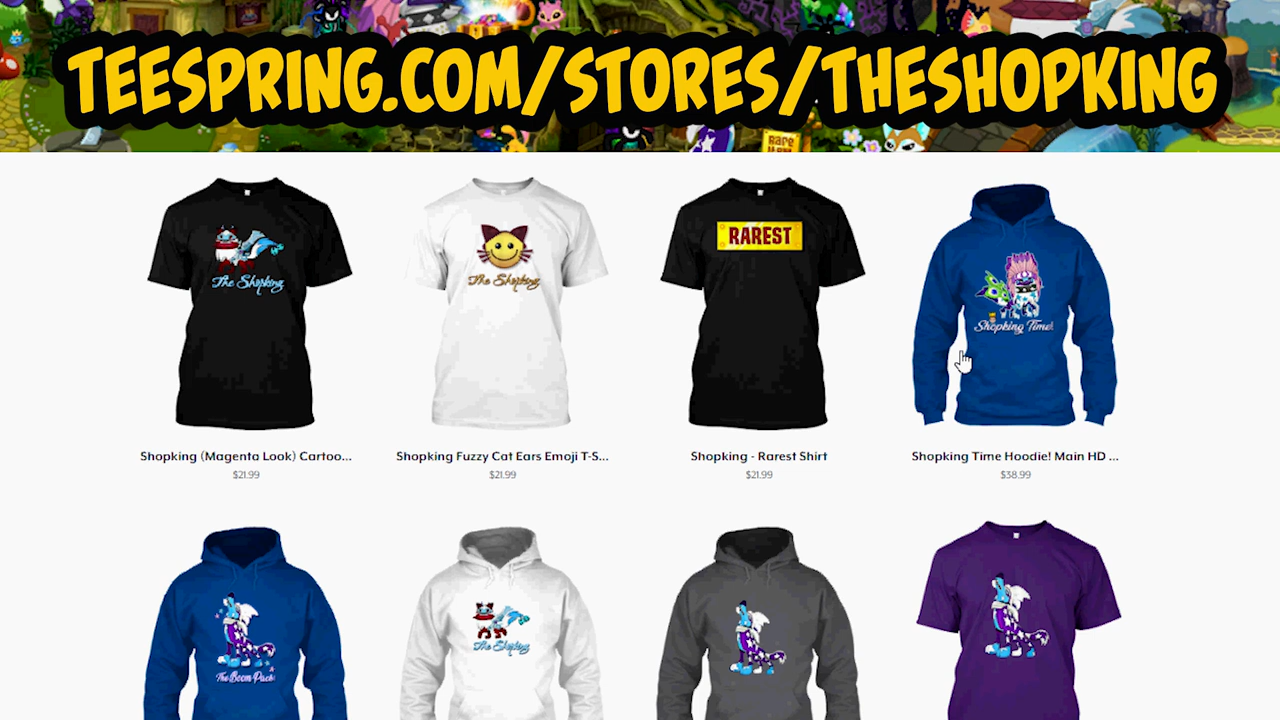 TEESPRING.COM/STORES/THESHOPKING
The Shopking
The Shopking
RAREST
Shopking Time!
Shopking (Magenta Look) Cartoo...
$21.99
Shopking Fuzzy Cat Ears Emoji T-S...
$21.99
Shopking - Rarest Shirt
$21.99
Shopking Time Hoodie! Main HD ...
$38.99
The Boom Pack
The Shopking